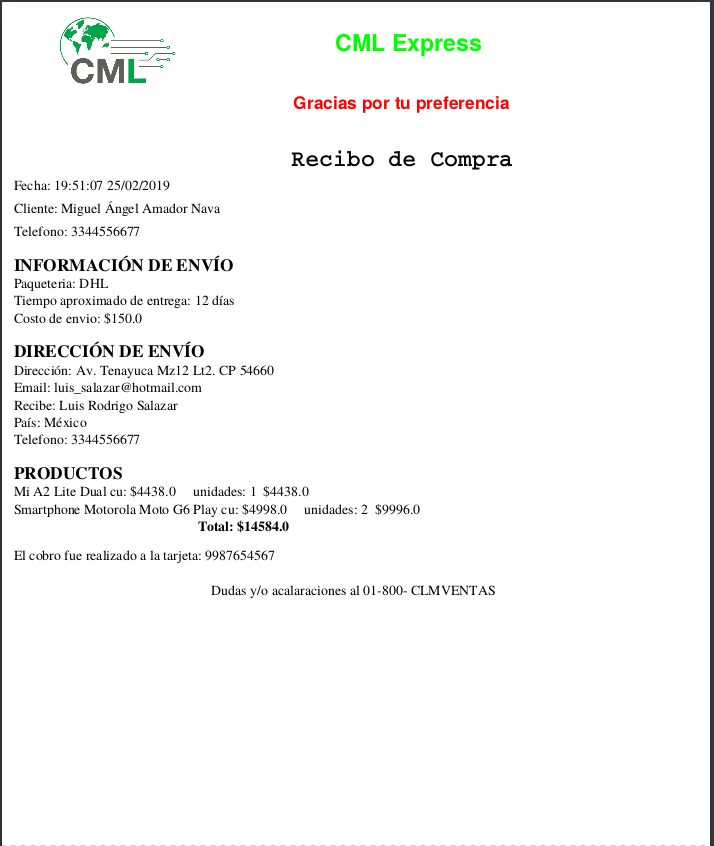 CML
CML Express
Gracias por tu preferencia
Recibo de Compra
Fecha: 19:51:07 25/02/2019
Cliente: Miguel Ángel Amador Nava
Telefono: 3344556677
INFORMACIÓN DE ENVÍO
Paqueteria: DHL
Tiempo aproximado de entrega: 12 días
Costo de envio: $150.0
DIRECCIÓN DE ENVÍO
Dirección: Av. Tenayuca Mz12 Lt2. CP 54660
Email: luis_salazar@hotmail.com
Recibe: Luis Rodrigo Salazar
País: México
Telefono: 3344556677
PRODUCTOS
Mi A2 Lite Dual cu: $4438.0 unidades: 1 $4438.0
Smartphone Motorola Moto G6 Play cu: $4998.0 unidades: 2 $9996.0
Total: $14584.0
El cobro fue realizado a la tarjeta: 9987654567
Dudas y/o acalaraciones al 01-800- CLMVENTAS